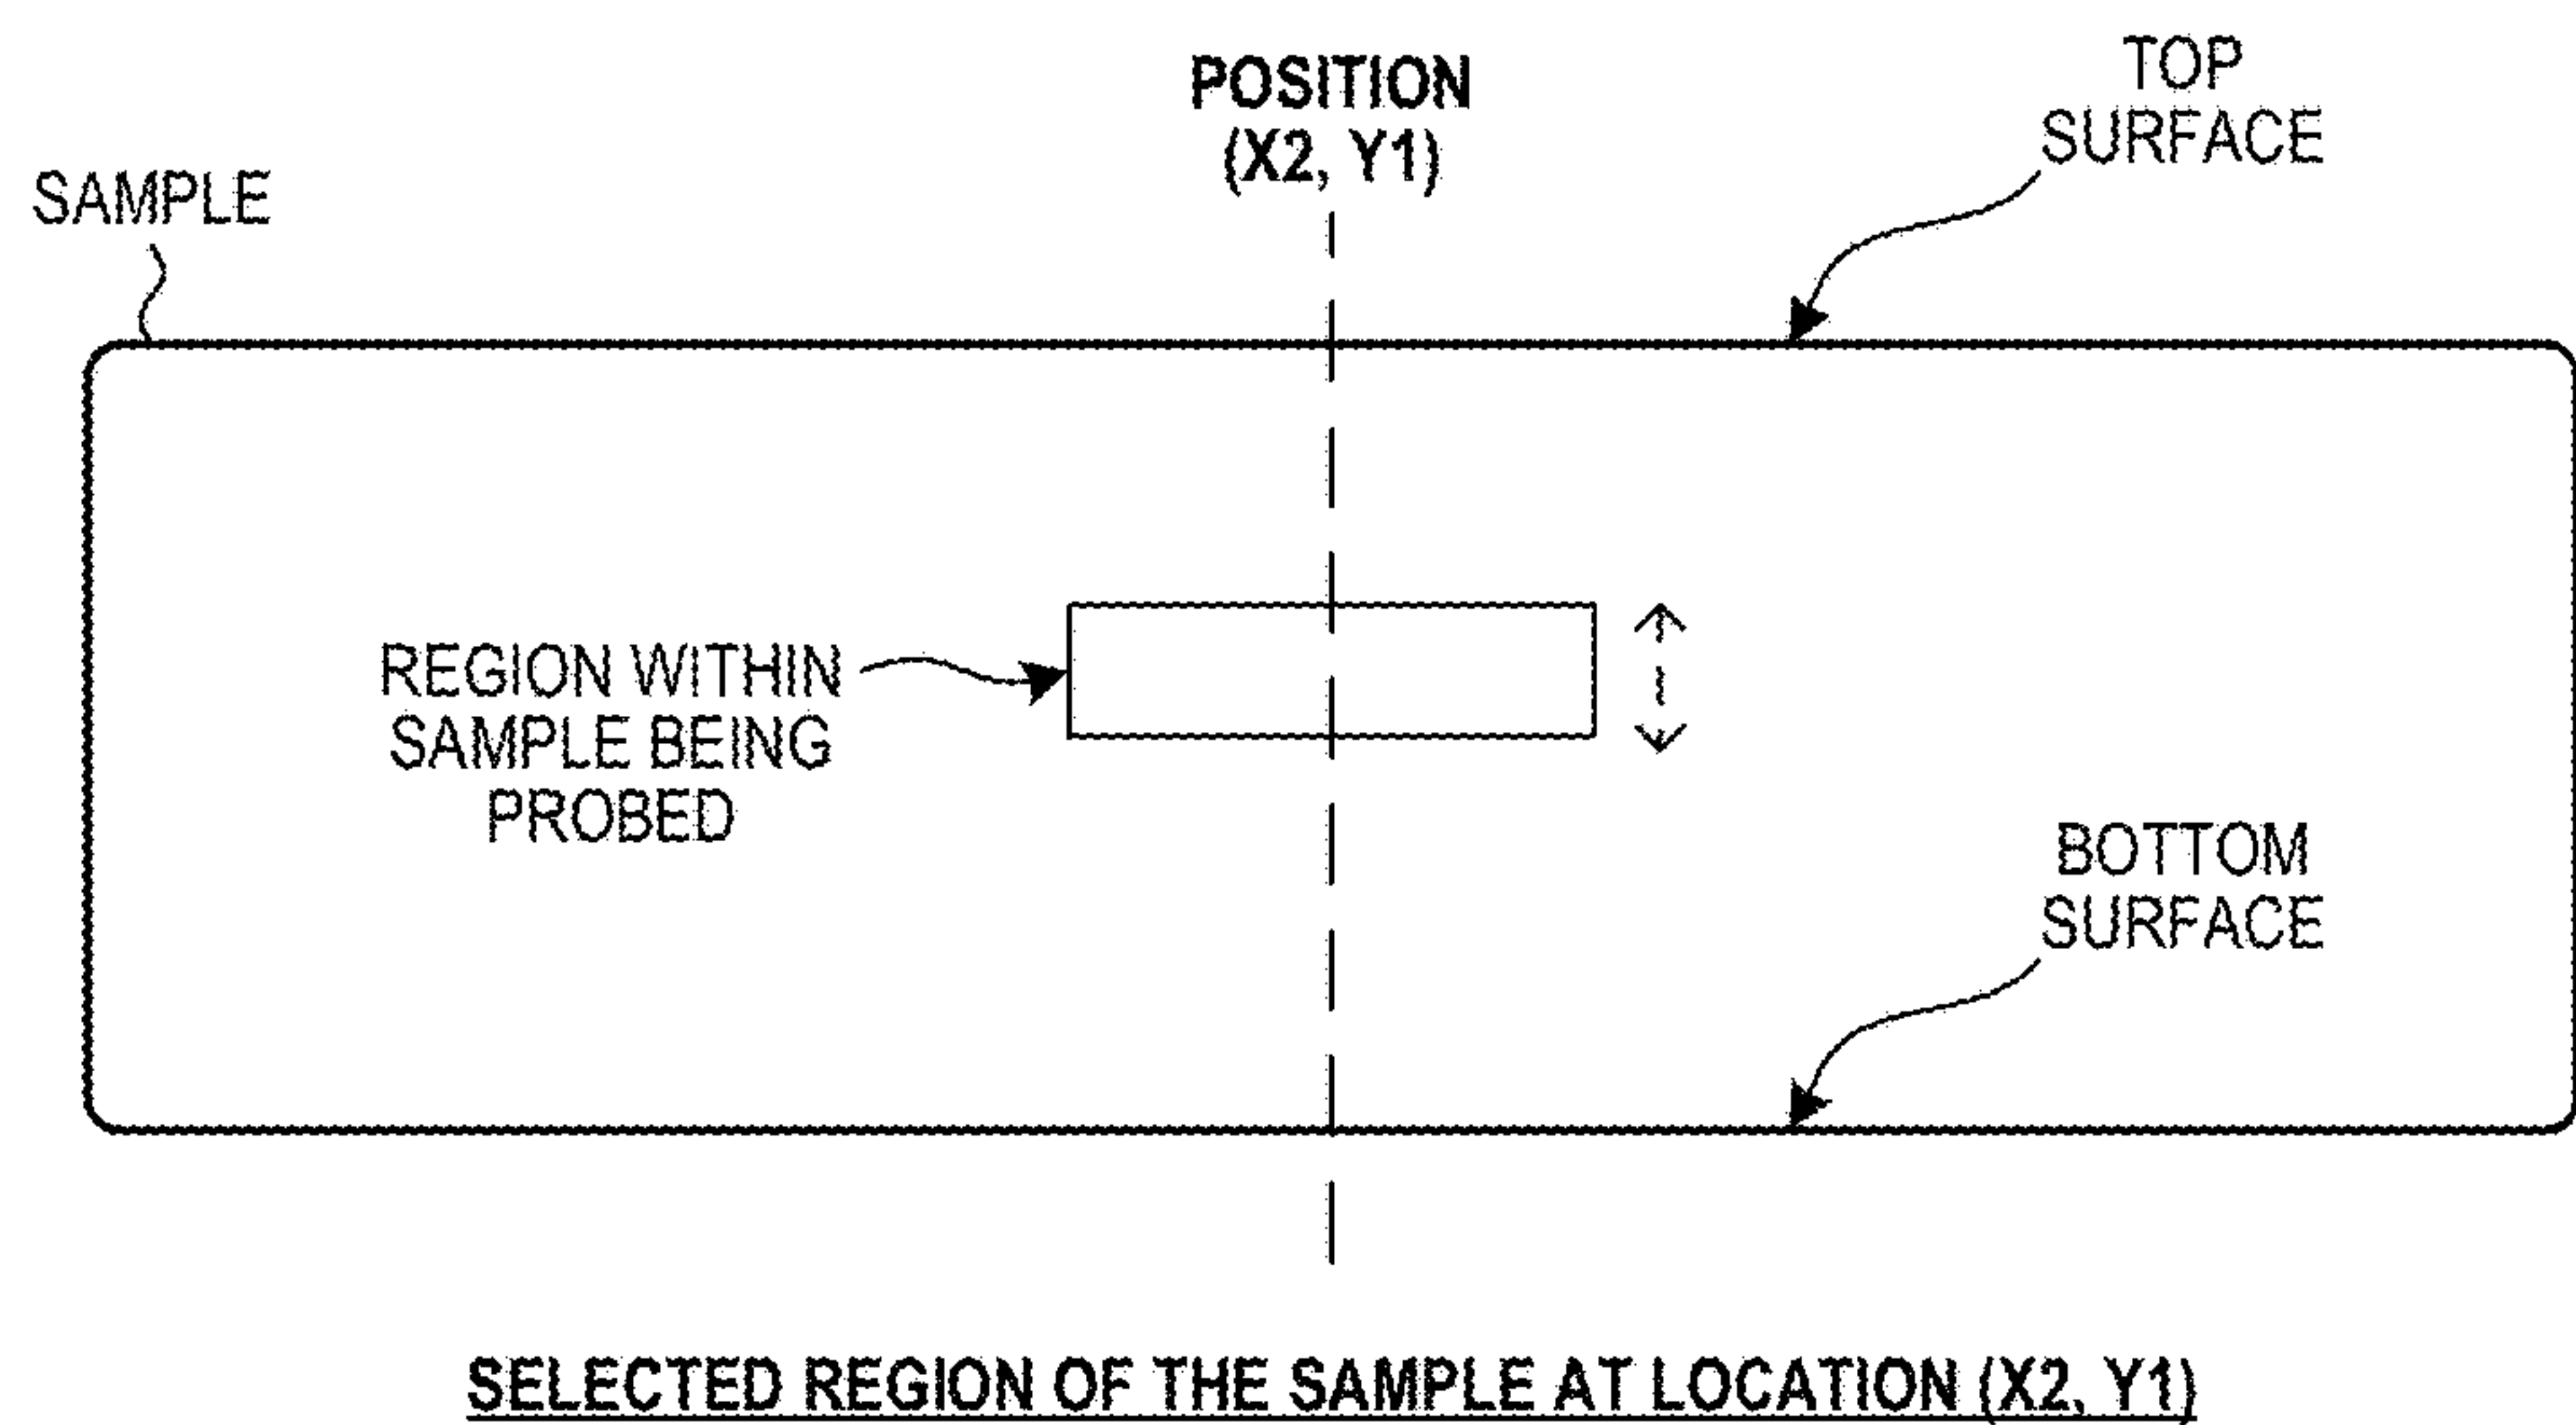 POSITION
(X2, Y1)
TOP
SURFACE
SAMPLE
REGION WITHIN
SAMPLE BEING
PROBED
BOTTOM
SURFACE
SELECTED REGION OF THE SAMPLE AT LOCATION (X2, Y1)